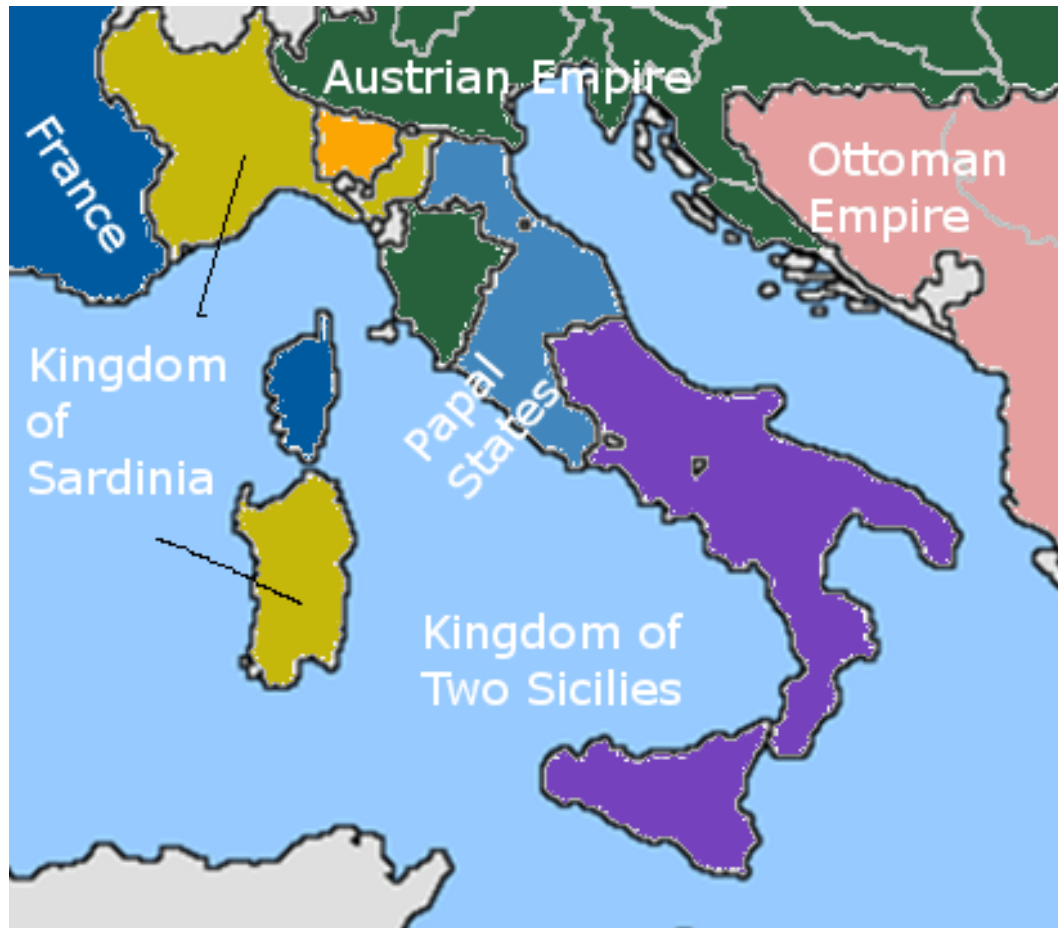 Austrian Empire
France
Ottoman
Empire
Kingdom
of
Sardinia
Papal
States
Kingdom of
Two Sicilies